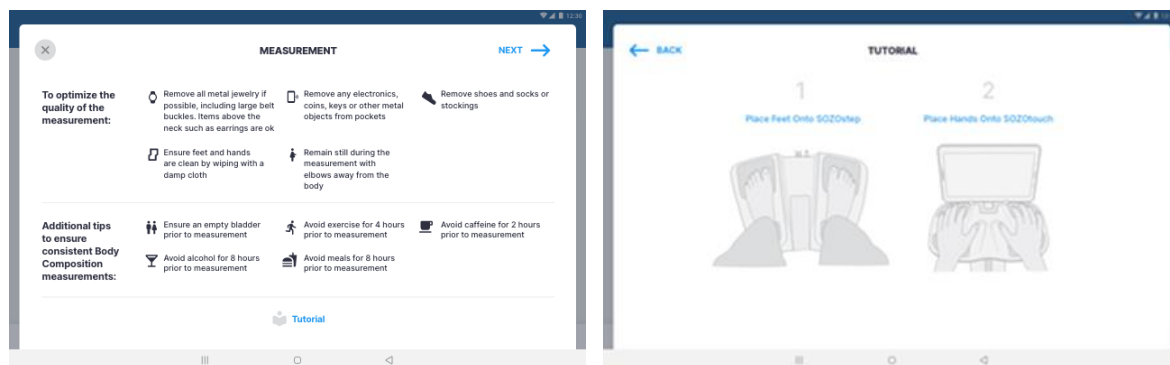 12:30
MEASUREMENT
NEXT
To optimize the
quality of the
measurement:
Remove all metal jewelry if
possible, including large belt
buckles. Items above the
neck such as earrings are ok
Remove any electronics,
coins, keys or other metal
objects from pockets
Remove shoes and socks or
stockings
Ensure feet and hands
are clean by wiping with a
damp cloth
Remain still during the
measurement with
elbows away from the
body
Additional tips
to ensure
consistent Body
Composition
measurements:
Ensure an empty bladder
prior to measurement
Avoid exercise for 4 hours
prior to measurement
Avoid caffeine for 2 hours
prior to measurement
Avoid alcohol for 8 hours
prior to measurement
Avoid meals for 8 hours
prior to measurement
Tutorial
BACK
TUTORIAL
1
Place Feet Onto SOZOstep
2
Place Hands Onto SOZOtouch